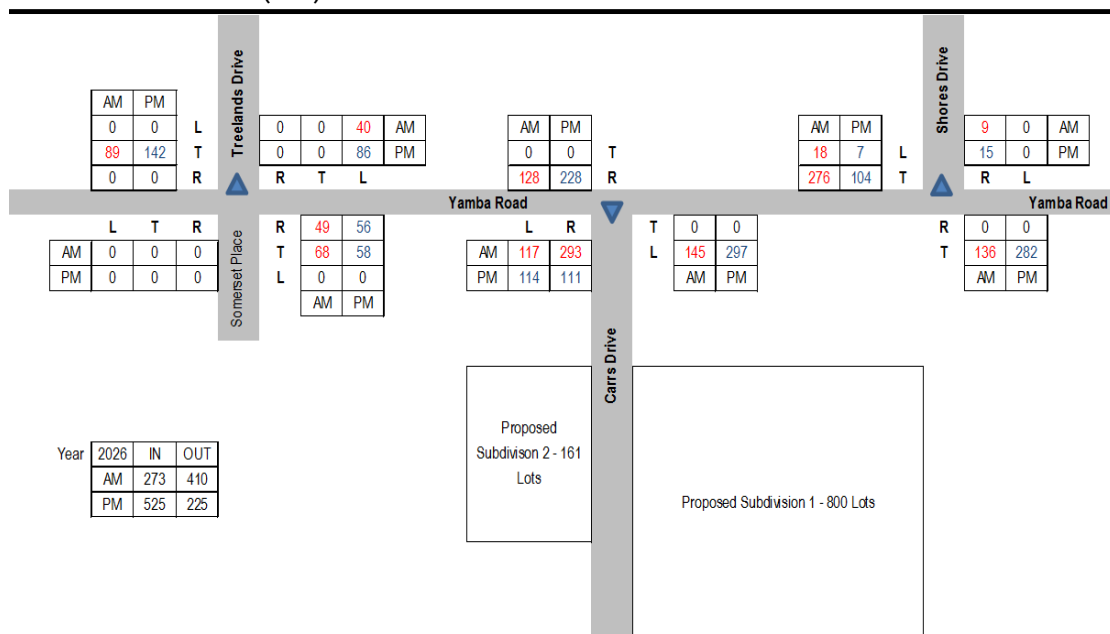 AM PM
0 0 L
89 142 T
0 0 R
Treelands Drive
0 0 40 AM
0 0 86 PM
R T L
AM PM
0 0 T
128 228 R
AM PM
18 7 L
276 104 T
Shores Drive
9 0 AM
15 0 PM
R L
Yamba Road
Yamba Road
L T R
AM 0 0 0
PM 0 0 0
Somerset Place
R 49 56
T 68 58
L 0 0
AM PM
L R
AM 117 293
PM 114 111
T 0 0
L 145 297
AM PM
R 0 0
T 136 282
AM PM
Carrs Drive
Proposed
Subdivison 2 - 161
Lots
Proposed Subdivision 1 - 800 Lots
Year 2026 IN OUT
AM 273 410
PM 525 225